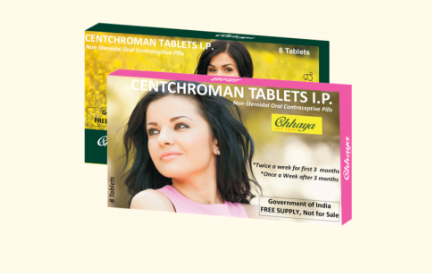 CENTCHROMAN TABLETS I.P.
Non-Steroidal Oral Contraceptive Pills
8 Tablets
Gove
FREE
CENTCHROMAN TABLETS I.P.
Non-Steroidal Oral Contraceptive Pills
Chhaya
*Twice a week for first 3 months
*Once a Week after 3 months
Government of India
FREE SUPPLY, Not for Sale
8 Tablets
Chhaya